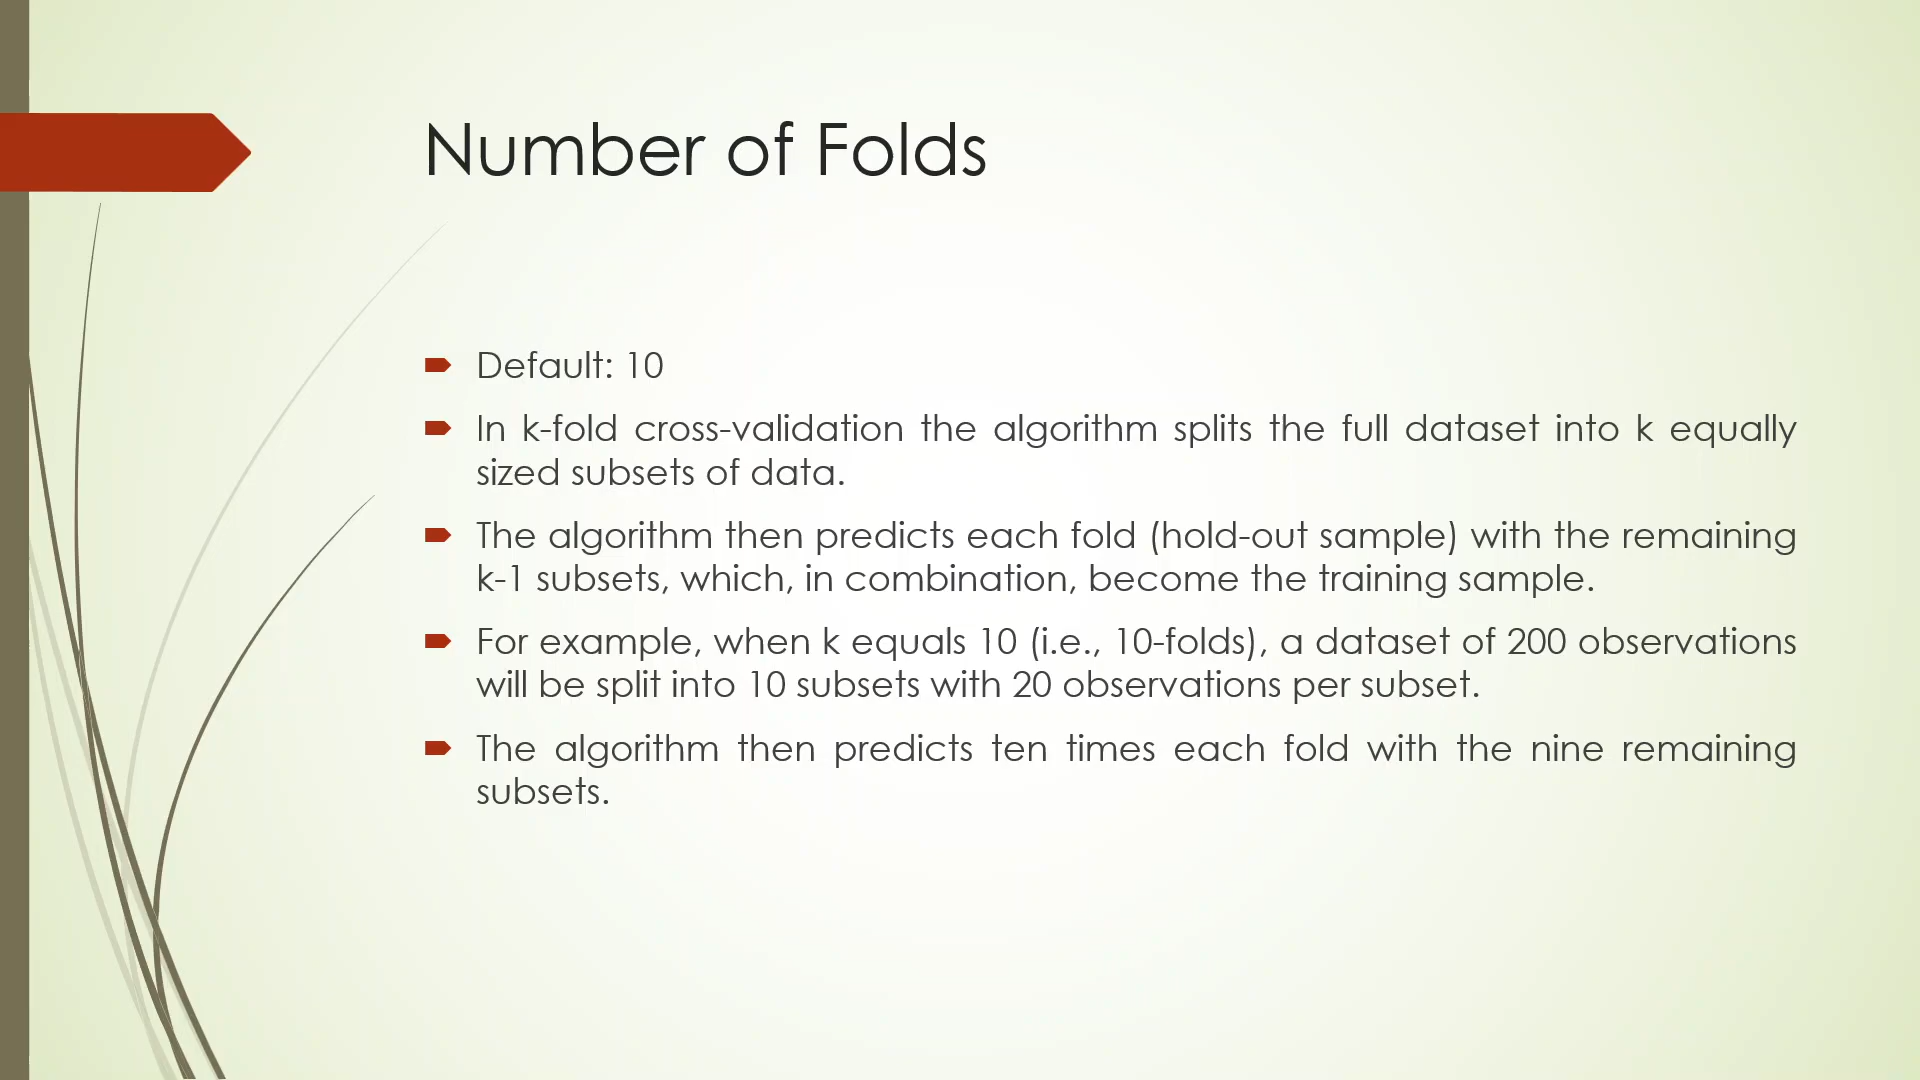 Number of Folds
Default: 10
In k-fold cross-validation the algorithm splits the full dataset into k equally
sized subsets of data.
The algorithm then predicts each fold (hold-out sample) with the remaining
k-1 subsets, which, in combination, become the training sample.
For example, when k equals 10 (i.e., 10-folds), a dataset of 200 observations
will be split into 10 subsets with 20 observations per subset.
The algorithm then predicts ten times each fold with the nine remaining
subsets.